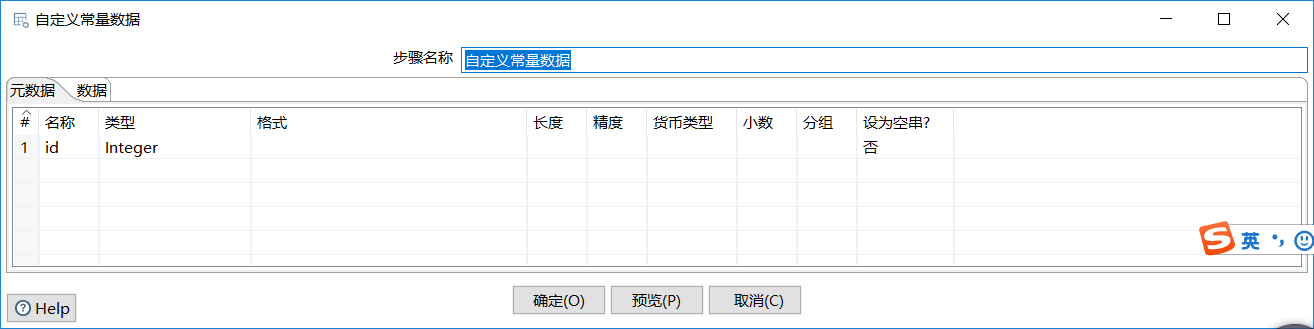 自定义常量数据
步骤名称 自定义常量数据
元数据 数据
# 名称 类型 格式 长度 精度 货币类型 小数 分组 设为空串?
1 id Integer 否
英
Help 确定(O) 预览(P) 取消(C)